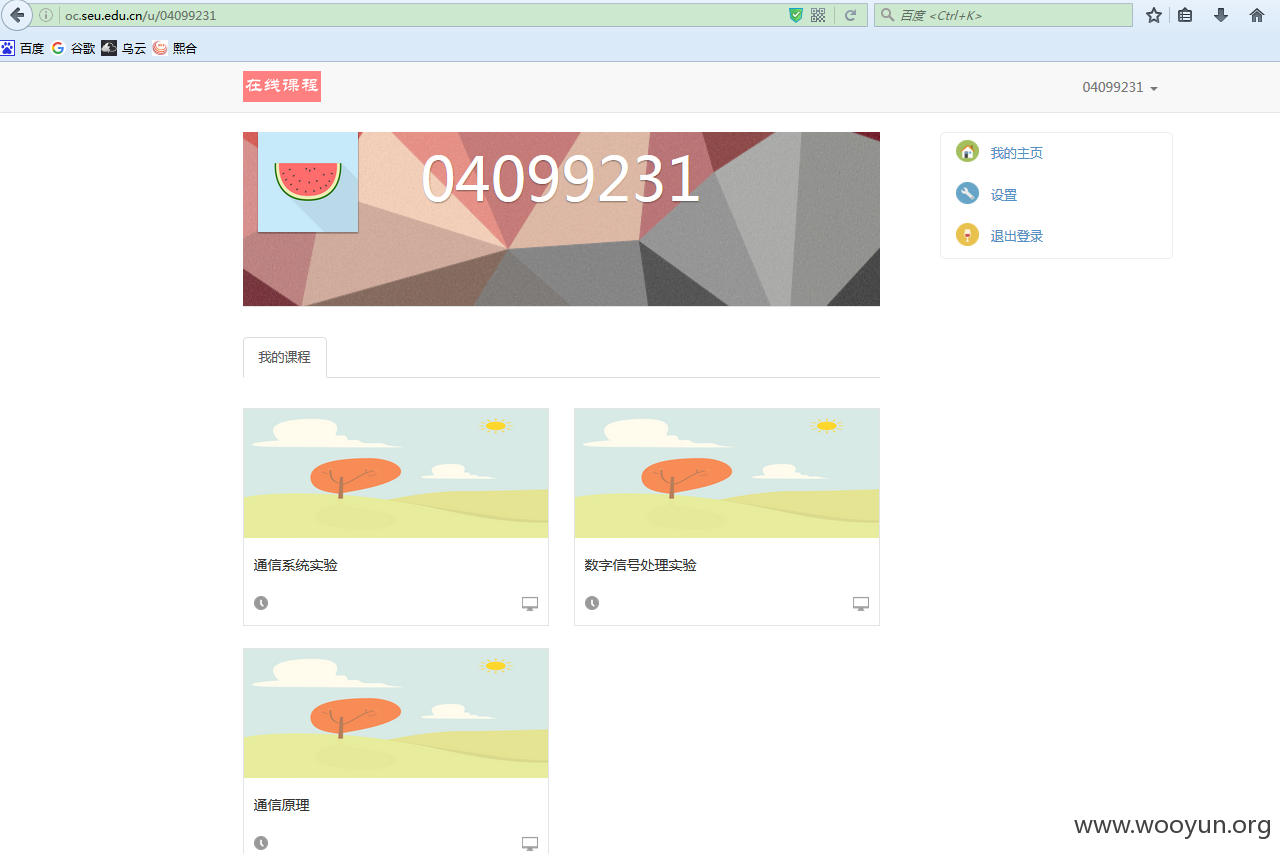 oc.seu.edu.cn/u/04099231
百度 <Ctrl+K>
百度 谷歌 乌云 熙合
在线课程
04099231
04099231
我的主页
设置
退出登录
我的课程
通信系统实验
数字信号处理实验
通信原理
www.wooyun.org